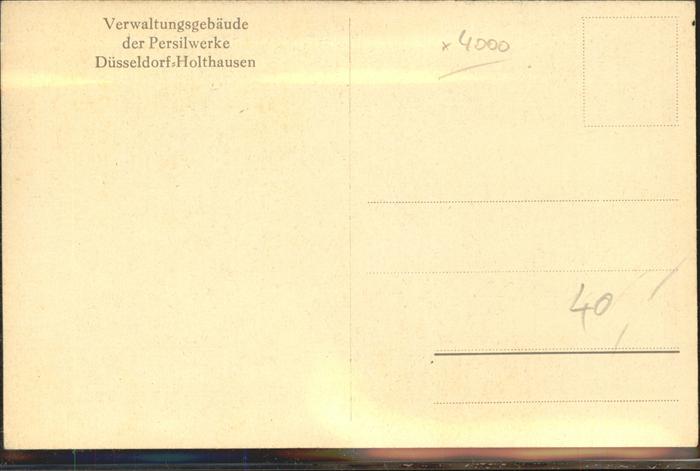 Verwaltungsgebäude
der Persilwerke
Düsseldorf-Holthausen
x 4000
40